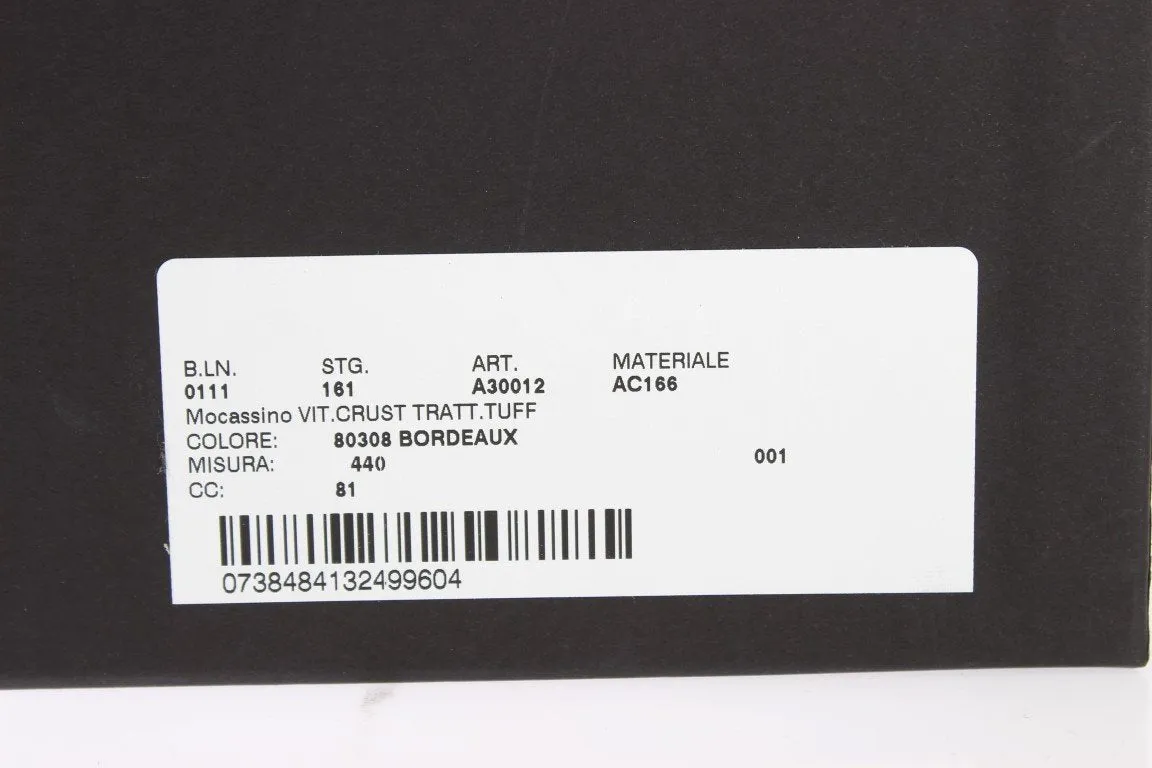 B.LN. STG. ART. MATERIALE
0111 161 A30012 AC166
Mocassino VIT.CRUST TRATT.TUFF
COLORE: 80308 BORDEAUX
MISURA: 440 001
CC: 81
0738484132499604